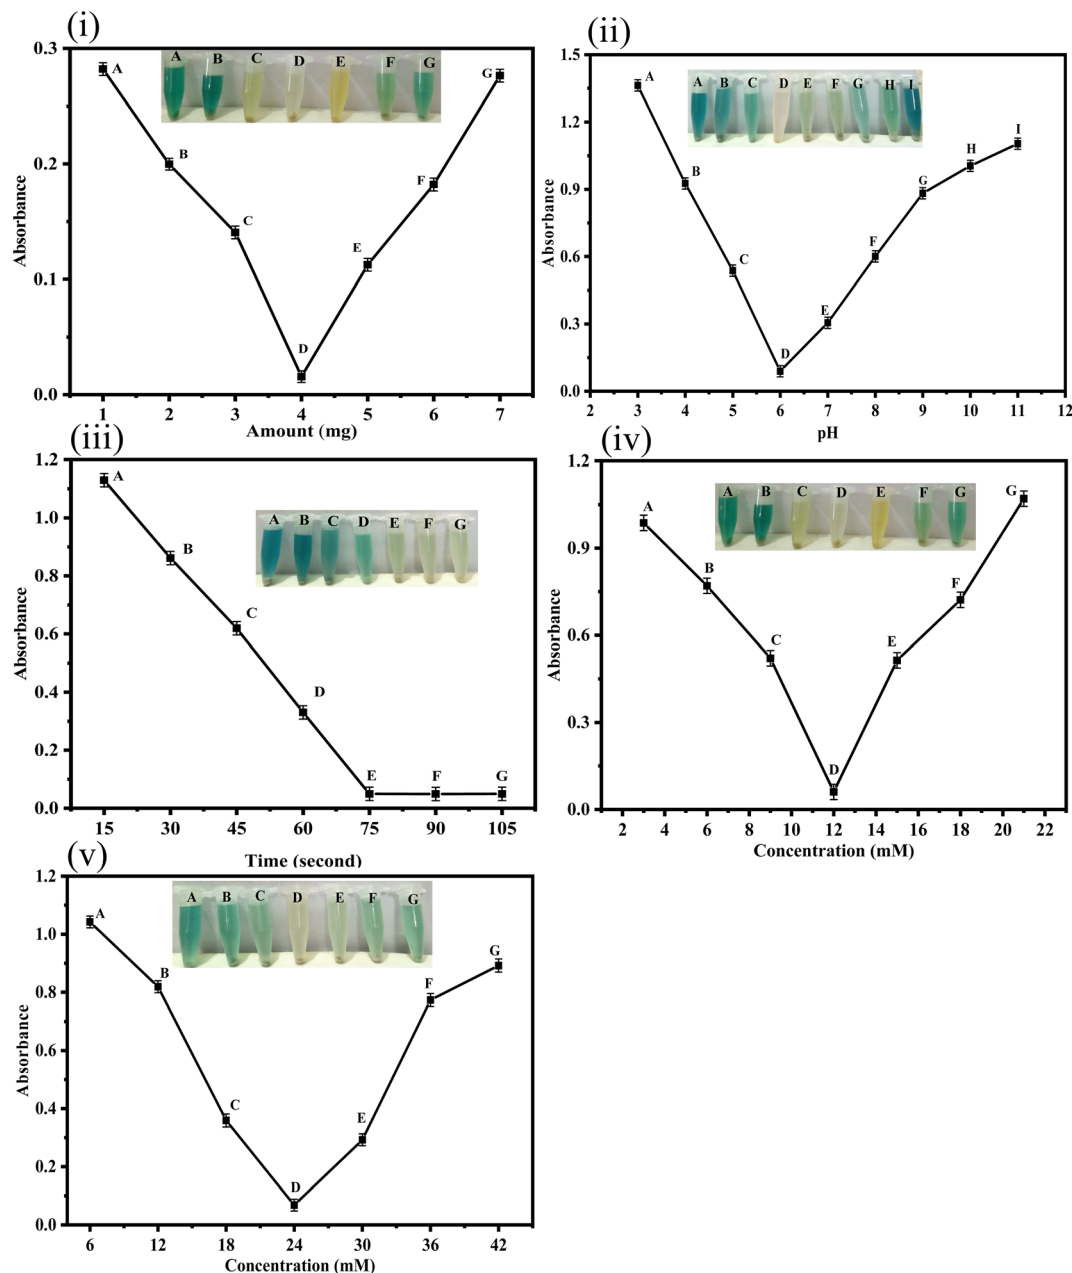 (i)
0.3
0.2
0.1
0.0
Absorbance
A B C D E F G
A
B
C
D
E
F
G
1 2 3 4 5 6 7
Amount (mg)
(ii)
1.5
1.2
0.9
0.6
0.3
0.0
Absorbance
A B C D E F G H I
A
B
C
D
E
F
G
H
I
2 3 4 5 6 7 8 9 10 11 12
pH
(iii)
1.2
1.0
0.8
0.6
0.4
0.2
0.0
Absorbance
A B C D E F G
A
B
C
D
E
F
G
15 30 45 60 75 90 105
Time (second)
(iv)
1.2
0.9
0.6
0.3
0.0
Absorbance
A B C D E F G
A
B
C
D
E
F
G
2 4 6 8 10 12 14 16 18 20 22
Concentration (mM)
(v)
1.2
1.0
0.8
0.6
0.4
0.2
0.0
Absorbance
A B C D E F G
A
B
C
D
E
F
G
6 12 18 24 30 36 42
Concentration (mM)